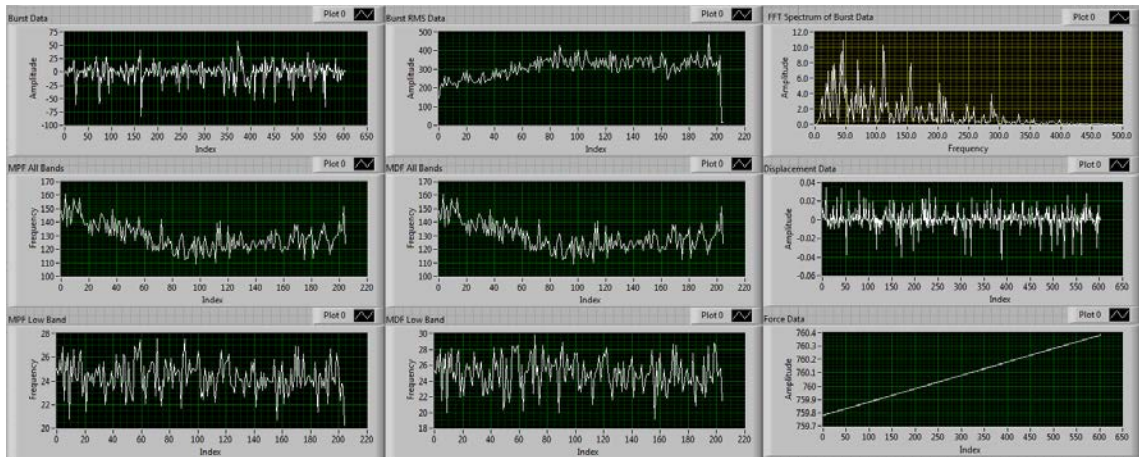 Burst Data
Plot 0
Amplitude
75
50
25
0
-25
-50
-75
-100
0 50 100 150 200 250 300 350 400 450 500 550 600 650
Index
Burst RMS Data
Plot 0
Amplitude
500
400
300
200
100
0
0 20 40 60 80 100 120 140 160 180 200 220
Index
FFT Spectrum of Burst Data
Plot 0
Amplitude
12.0
10.0
8.0
6.0
4.0
2.0
0.0
0.0 50.0 100.0 150.0 200.0 250.0 300.0 350.0 400.0 450.0 500.0
Frequency
MPF All Bands
Plot 0
Frequency
170
160
150
140
130
120
110
100
0 20 40 60 80 100 120 140 160 180 200 220
Index
MDF All Bands
Plot 0
Frequency
170
160
150
140
130
120
110
100
0 20 40 60 80 100 120 140 160 180 200 220
Index
Displacement Data
Plot 0
Amplitude
0.04
0.02
0
-0.02
-0.04
-0.06
0 50 100 150 200 250 300 350 400 450 500 550 600 650
Index
MPF Low Band
Plot 0
Frequency
28
26
24
22
20
0 20 40 60 80 100 120 140 160 180 200 220
Index
MDF Low Band
Plot 0
Frequency
30
28
26
24
22
20
18
0 20 40 60 80 100 120 140 160 180 200 220
Index
Force Data
Plot 0
Amplitude
760.4
760.3
760.2
760.1
760
759.9
759.8
759.7
0 50 100 150 200 250 300 350 400 450 500 550 600 650
Index